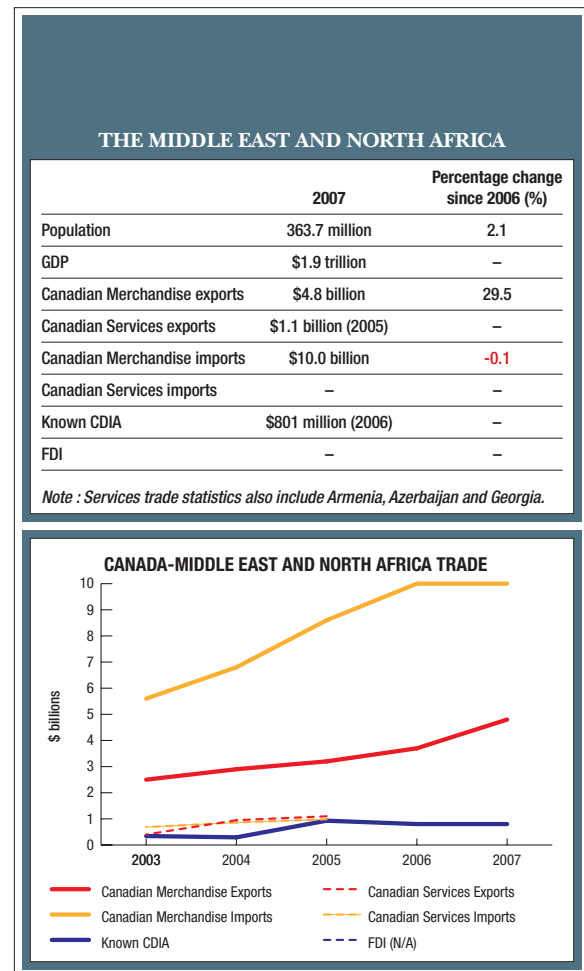 THE MIDDLE EAST AND NORTH AFRICA
2007 Percentage change since 2006 (%)
Population 363.7 million 2.1
GDP $1.9 trillion –
Canadian Merchandise exports $4.8 billion 29.5
Canadian Services exports $1.1 billion (2005) –
Canadian Merchandise imports $10.0 billion -0.1
Canadian Services imports – –
Known CDIA $801 million (2006) –
FDI – –
Note : Services trade statistics also include Armenia, Azerbaijan and Georgia.
CANADA-MIDDLE EAST AND NORTH AFRICA TRADE
$ billions
10
9
8
7
6
5
4
3
2
1
0
2003 2004 2005 2006 2007
Canadian Merchandise Exports Canadian Services Exports
Canadian Merchandise Imports Canadian Services Imports
Known CDIA FDI (N/A)